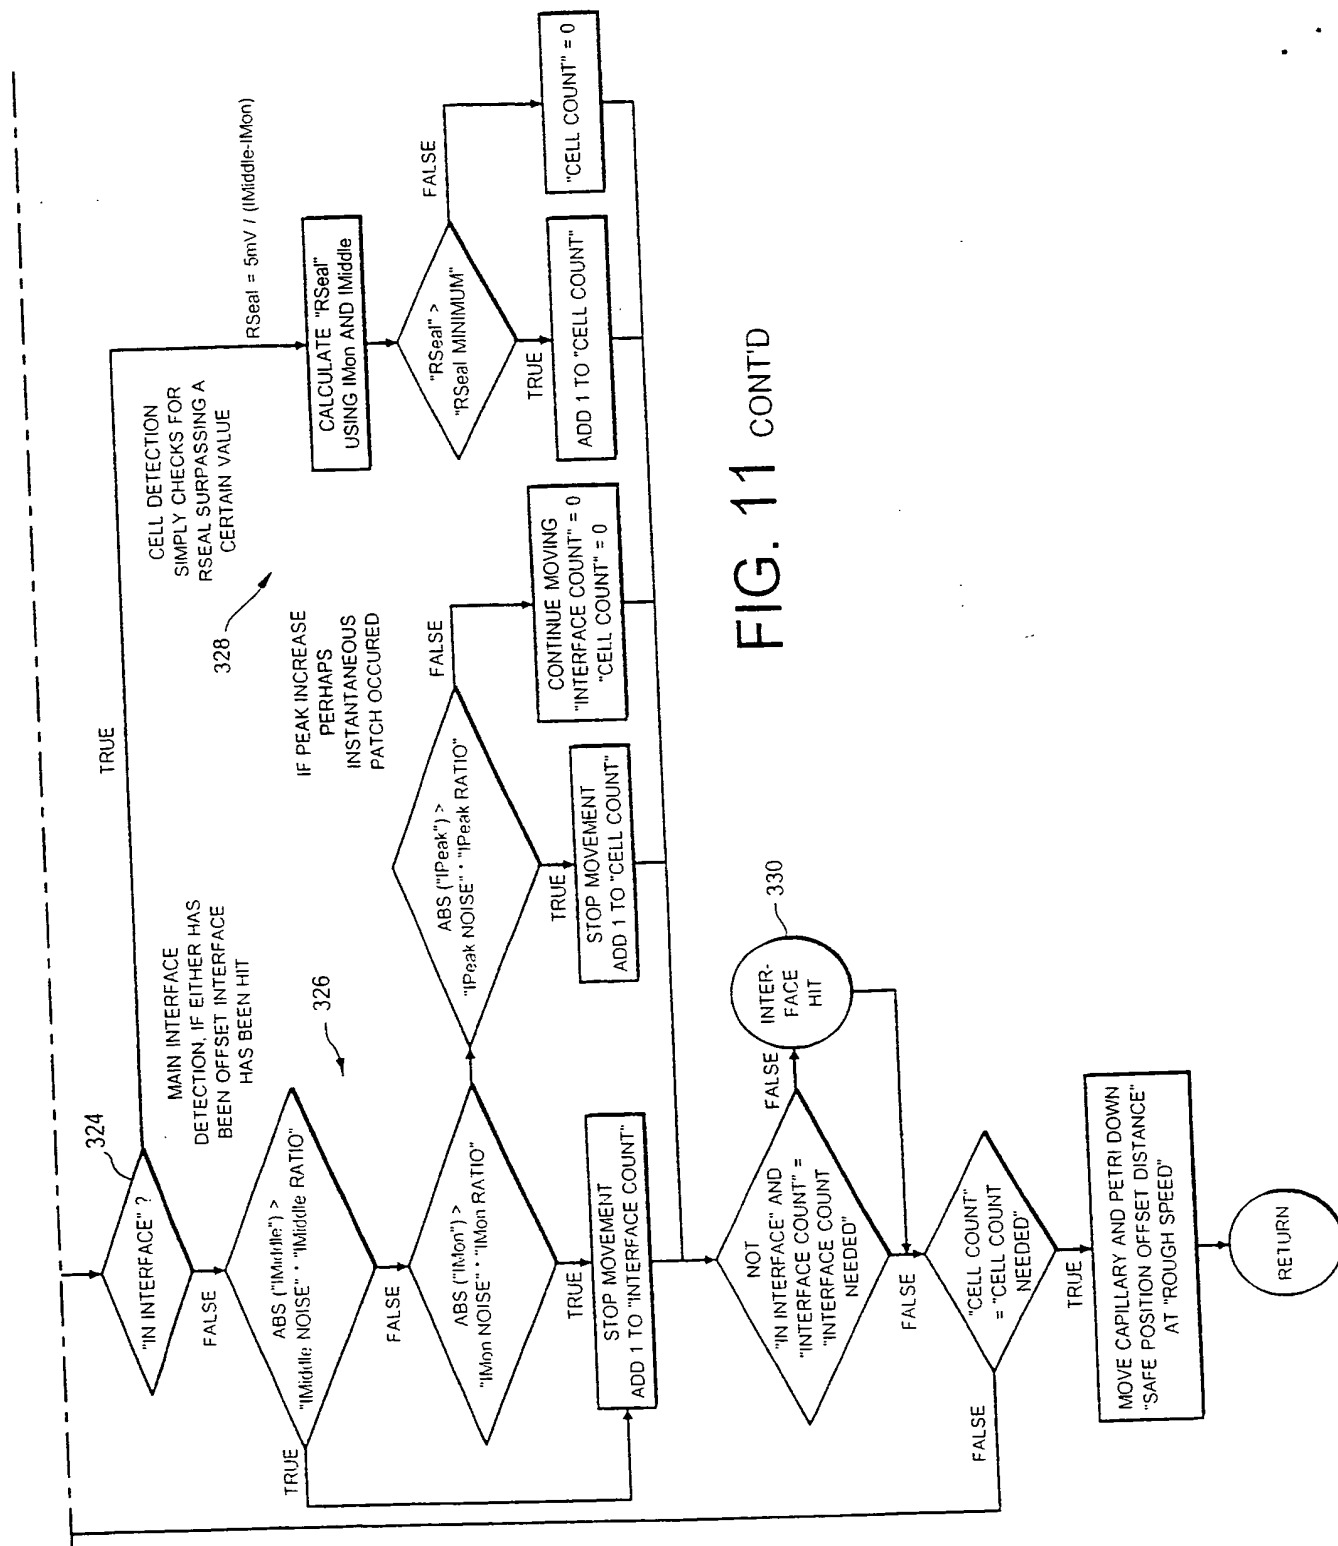 "IN INTERFACE" ?
324
TRUE
FALSE
MAIN INTERFACE
DETECTION, IF EITHER HAS
BEEN OFFSET INTERFACE
HAS BEEN HIT
326
ABS ("IMiddle") >
"IMiddle NOISE" * "IMiddle RATIO"
TRUE
FALSE
ABS ("IMon") >
"IMon NOISE" * "IMon RATIO"
TRUE
STOP MOVEMENT
ADD 1 TO "INTERFACE COUNT"
IF PEAK INCREASE
PERHAPS
INSTANTANEOUS
PATCH OCCURED
ABS ("IPeak") >
"IPeak NOISE" * "IPeak RATIO"
TRUE
FALSE
STOP MOVEMENT
ADD 1 TO "CELL COUNT"
CONTINUE MOVING
"INTERFACE COUNT" = 0
"CELL COUNT" = 0
328
CELL DETECTION
SIMPLY CHECKS FOR
RSEAL SURPASSING A
CERTAIN VALUE
RSeal = 5mV / (IMiddle-IMon)
CALCULATE "RSeal"
USING IMon AND IMiddle
"RSeal" >
"RSeal MINIMUM"
TRUE
FALSE
ADD 1 TO "CELL COUNT"
"CELL COUNT" = 0
NOT
"IN INTERFACE" AND
"INTERFACE COUNT" =
"INTERFACE COUNT
NEEDED"
FALSE
FALSE
INTER-
FACE
HIT
330
"CELL COUNT"
= "CELL COUNT
NEEDED"
FALSE
TRUE
MOVE CAPILLARY AND PETRI DOWN
"SAFE POSITION OFFSET DISTANCE"
AT "ROUGH SPEED"
RETURN
FIG. 11 CONT'D